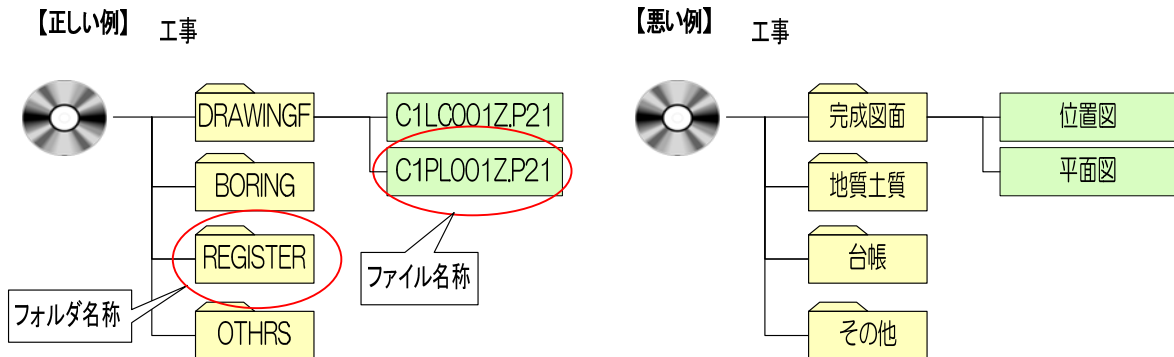 【正しい例】 工事
DRAWINGF
C1LC001Z.P21
C1PL001Z.P21
BORING
REGISTER
OTHRS
フォルダ名称
ファイル名称
【悪い例】 工事
完成図面
位置図
平面図
地質土質
台帳
その他